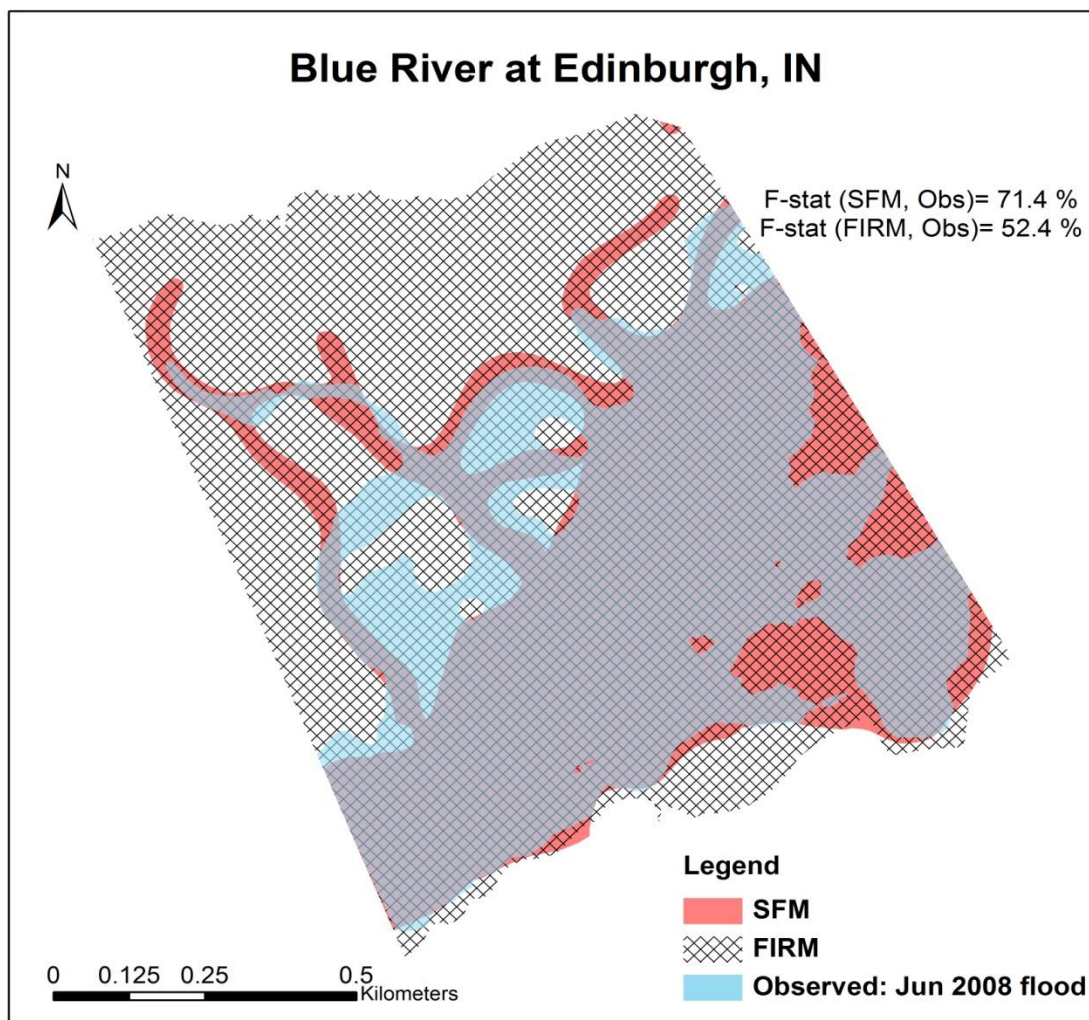 Blue River at Edinburgh, IN
N
F-stat (SFM, Obs)= 71.4 %
F-stat (FIRM, Obs)= 52.4 %
Legend
SFM
FIRM
Observed: Jun 2008 flood
0 0.125 0.25 0.5
Kilometers